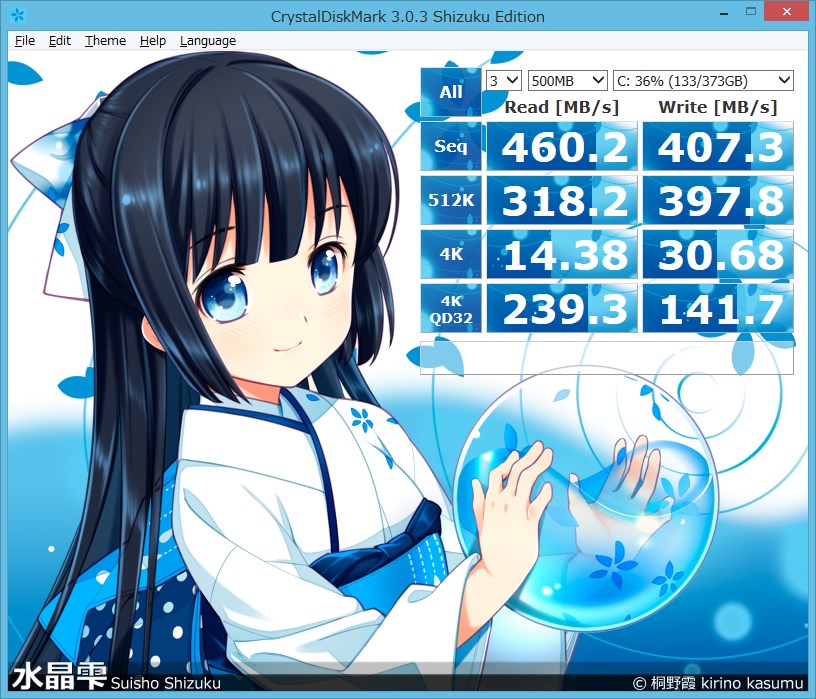 CrystalDiskMark 3.0.3 Shizuku Edition
File Edit Theme Help Language
All 3 500MB C: 36% (133/373GB)
Read [MB/s] Write [MB/s]
Seq 460.2 407.3
512K 318.2 397.8
4K 14.38 30.68
4K
QD32 239.3 141.7
水晶雫 Suisho Shizuku © 桐野霞 kirino kasumu